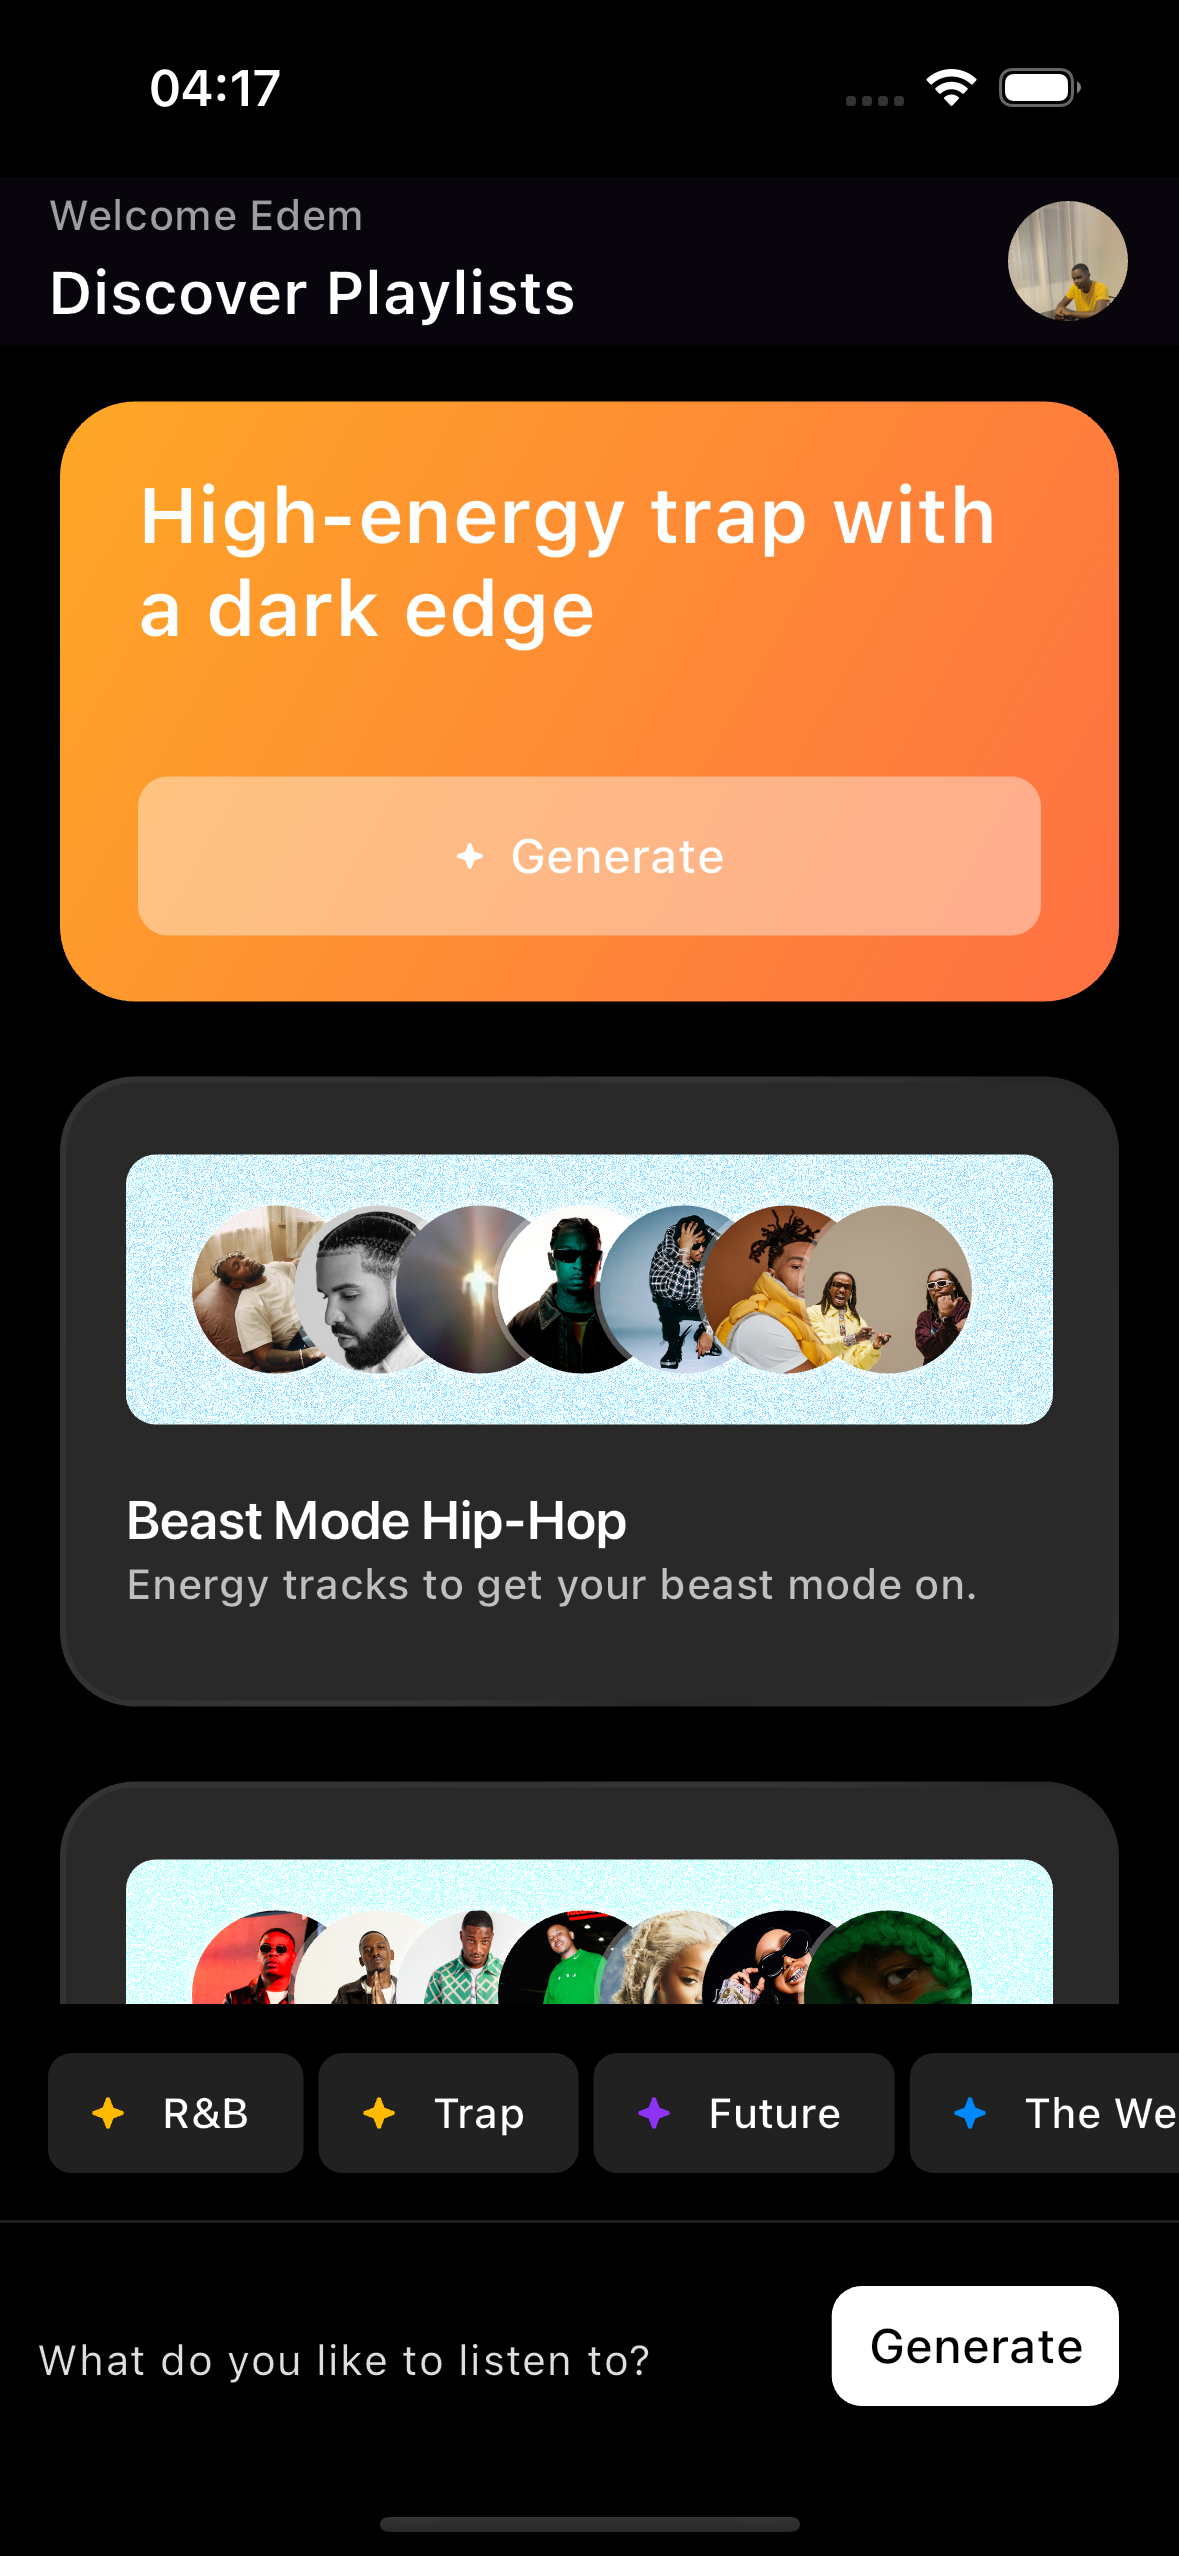 04:17
Welcome Edem
Discover Playlists
High-energy trap with
a dark edge
Generate
Beast Mode Hip-Hop
Energy tracks to get your beast mode on.
R&B
Trap
Future
The We
What do you like to listen to?
Generate